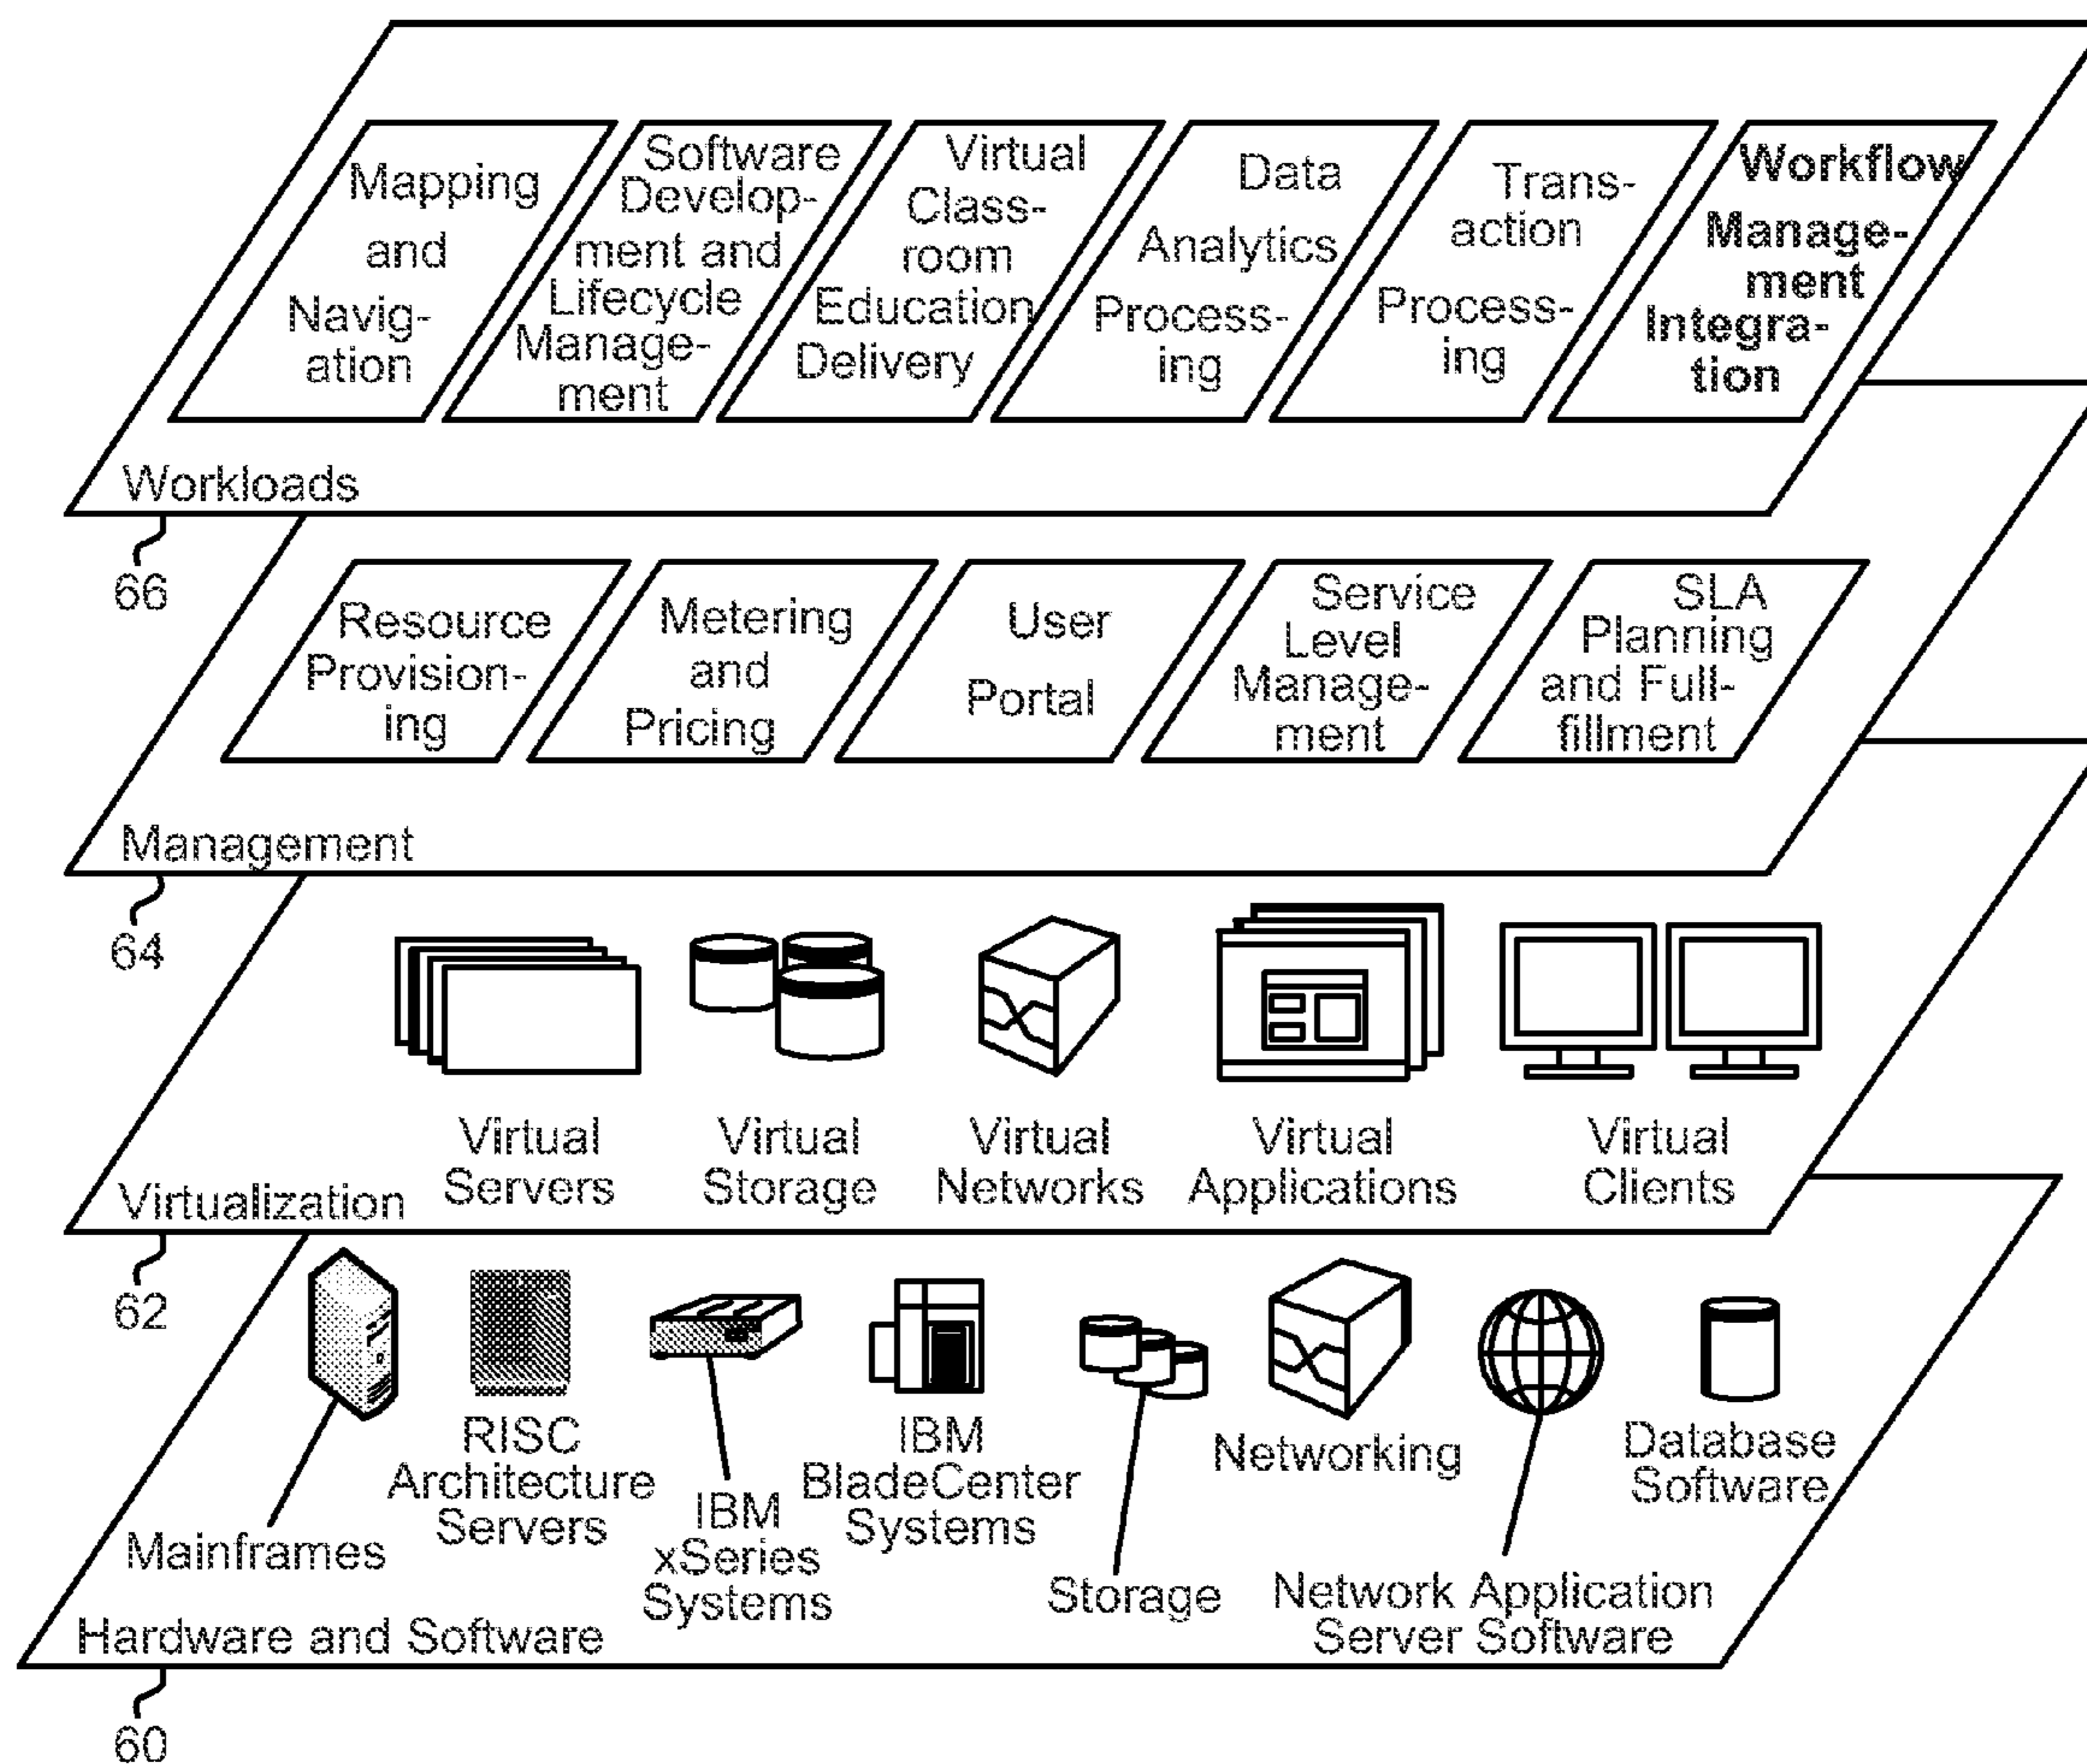 Mapping
and
Navig-
ation
Software
Develop-
ment and
Lifecycle
Manage-
ment
Virtual
Class-
room
Education
Delivery
Data
Analytics
Process-
ing
Trans-
action
Process-
ing
Workflow
Manage-
ment
Integra-
tion
Workloads
66
Resource
Provision-
ing
Metering
and
Pricing
User
Portal
Service
Level
Manage-
ment
SLA
Planning
and Full-
fillment
Management
64
Virtual
Servers
Virtual
Storage
Virtual
Networks
Virtual
Applications
Virtual
Clients
Virtualization
62
Mainframes
RISC
Architecture
Servers
IBM
xSeries
Systems
IBM
BladeCenter
Systems
Storage
Networking
Network Application
Server Software
Database
Software
Hardware and Software
60